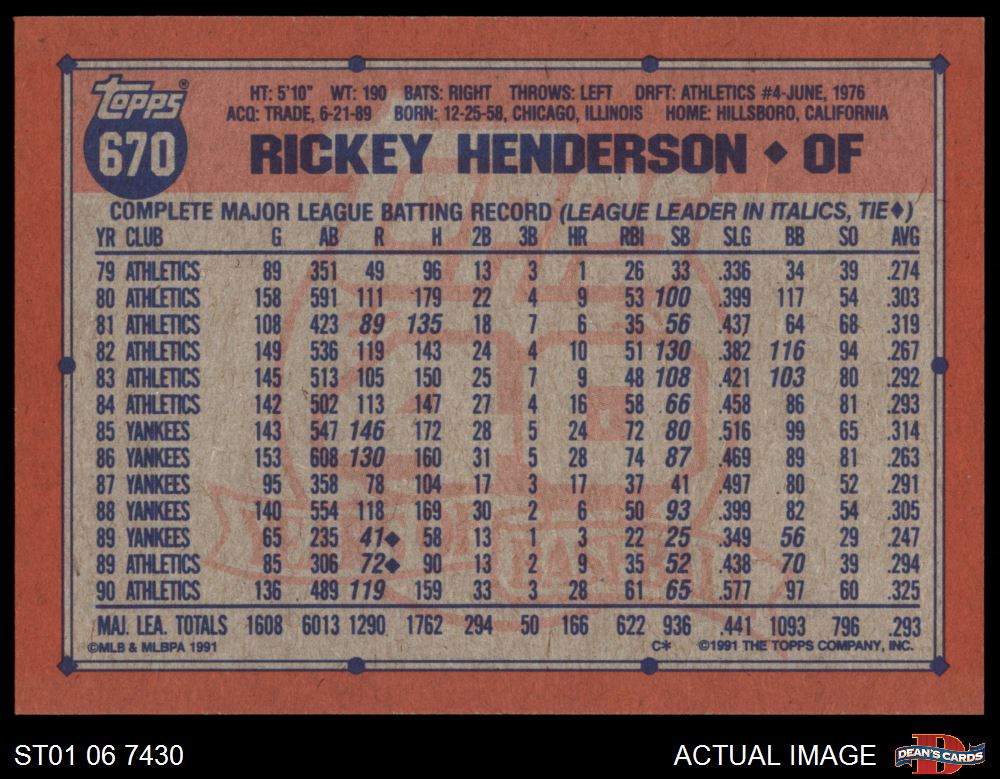 topps®
670
HT: 5'10" WT: 190 BATS: RIGHT THROWS: LEFT DRFT: ATHLETICS #4-JUNE, 1976
ACQ: TRADE, 6-21-89 BORN: 12-25-58, CHICAGO, ILLINOIS HOME: HILLSBORO, CALIFORNIA
RICKEY HENDERSON ♦ OF
COMPLETE MAJOR LEAGUE BATTING RECORD (LEAGUE LEADER IN ITALICS, TIE♦)
YR CLUB G AB R H 2B 3B HR RBI SB SLG BB SO AVG
79 ATHLETICS 89 351 49 96 13 3 1 26 33 .336 34 39 .274
80 ATHLETICS 158 591 111 179 22 4 9 53 100 .399 117 54 .303
81 ATHLETICS 108 423 89 135 18 7 6 35 56 .437 64 68 .319
82 ATHLETICS 149 536 119 143 24 4 10 51 130 .382 116 94 .267
83 ATHLETICS 145 513 105 150 25 7 9 48 108 .421 103 80 .292
84 ATHLETICS 142 502 113 147 27 4 16 58 66 .458 86 81 .293
85 YANKEES 143 547 146 172 28 5 24 72 80 .516 99 65 .314
86 YANKEES 153 608 130 160 31 5 28 74 87 .469 89 81 .263
87 YANKEES 95 358 78 104 17 3 17 37 41 .497 80 52 .291
88 YANKEES 140 554 118 169 30 2 6 50 93 .399 82 54 .305
89 YANKEES 65 235 41♦ 58 13 1 3 22 25 .349 56 29 .247
89 ATHLETICS 85 306 72♦ 90 13 2 9 35 52 .438 70 39 .294
90 ATHLETICS 136 489 119 159 33 3 28 61 65 .577 97 60 .325
MAJ. LEA. TOTALS 1608 6013 1290 1762 294 50 166 622 936 .441 1093 796 .293
©MLB & MLBPA 1991 C* ©1991 THE TOPPS COMPANY, INC.
ST01 06 7430 ACTUAL IMAGE DEAN'S CARDS